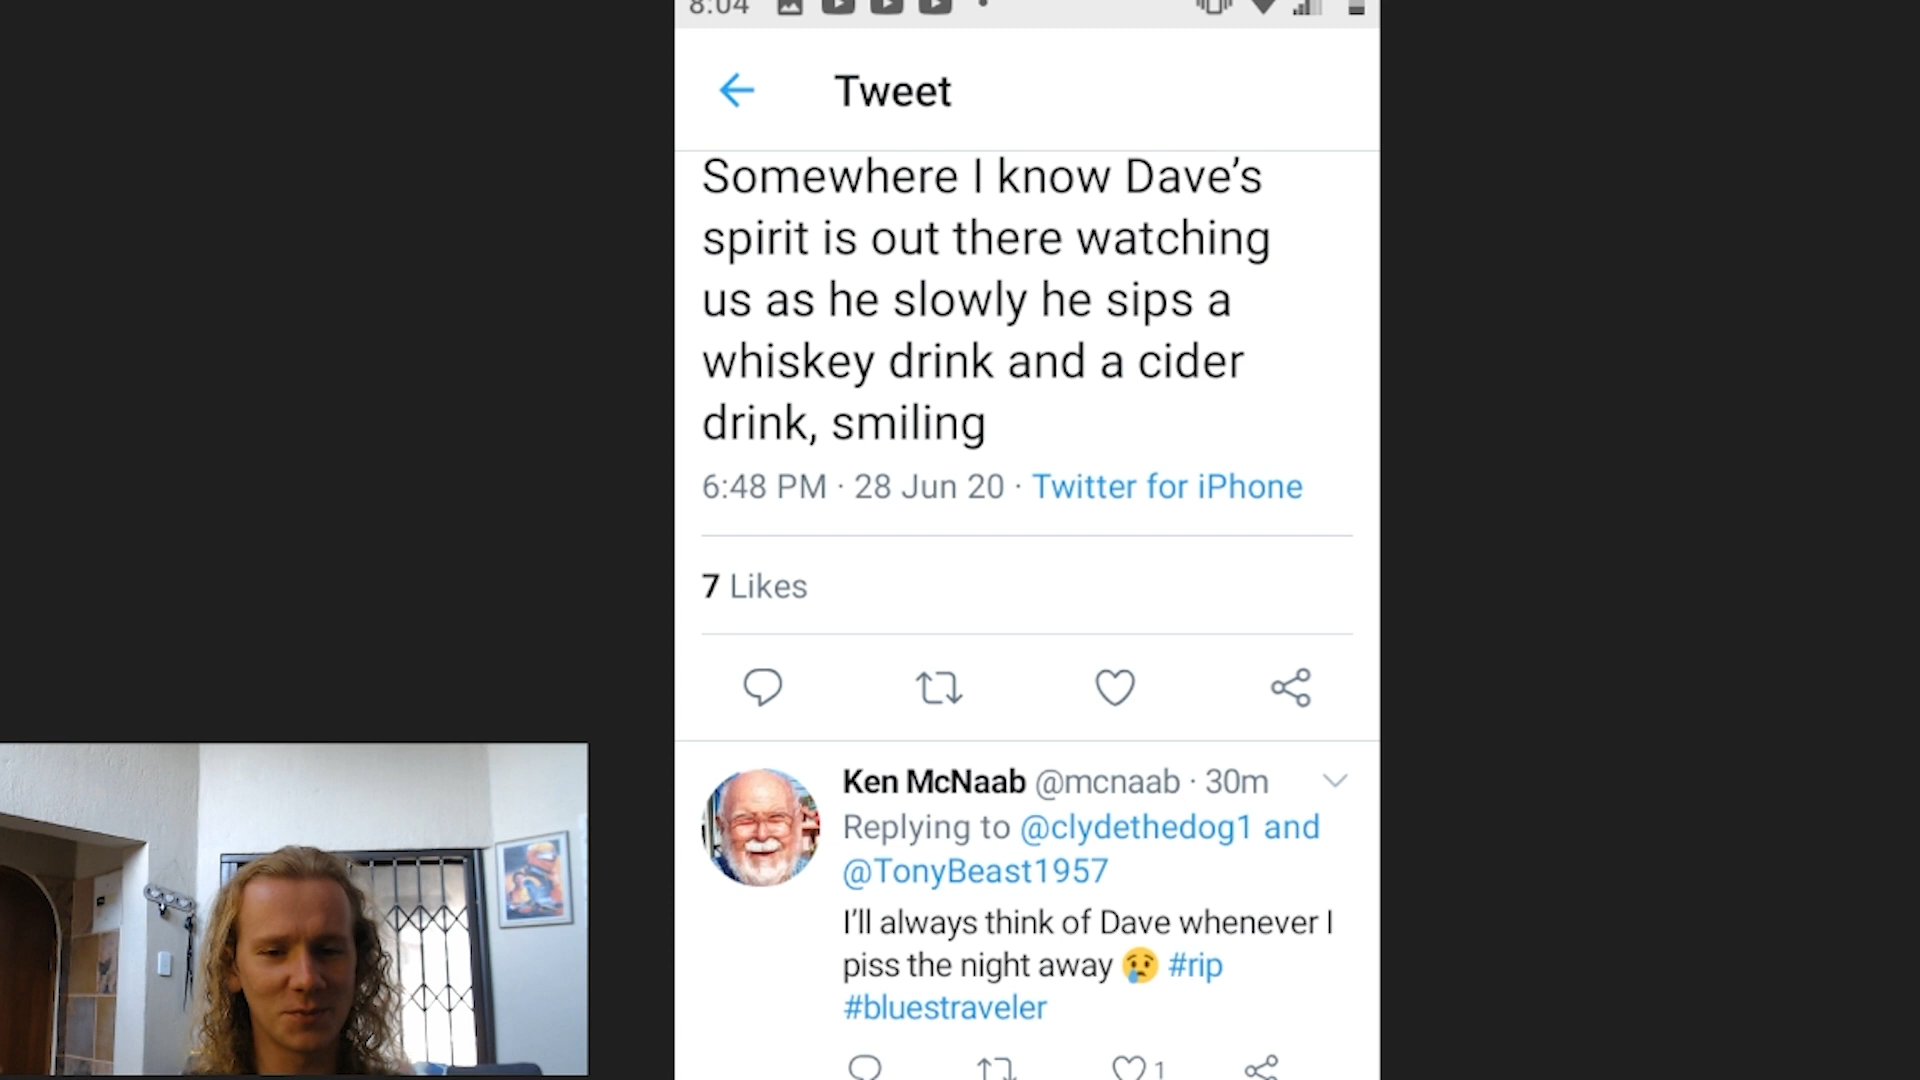 8:04
Tweet
Somewhere I know Dave’s
spirit is out there watching
us as he slowly he sips a
whiskey drink and a cider
drink, smiling
6:48 PM · 28 Jun 20 · Twitter for iPhone
7 Likes
Ken McNaab @mcnaab · 30m
Replying to @clydethedog1 and
@TonyBeast1957
I’ll always think of Dave whenever I
piss the night away 😢 #rip
#bluestraveler
1